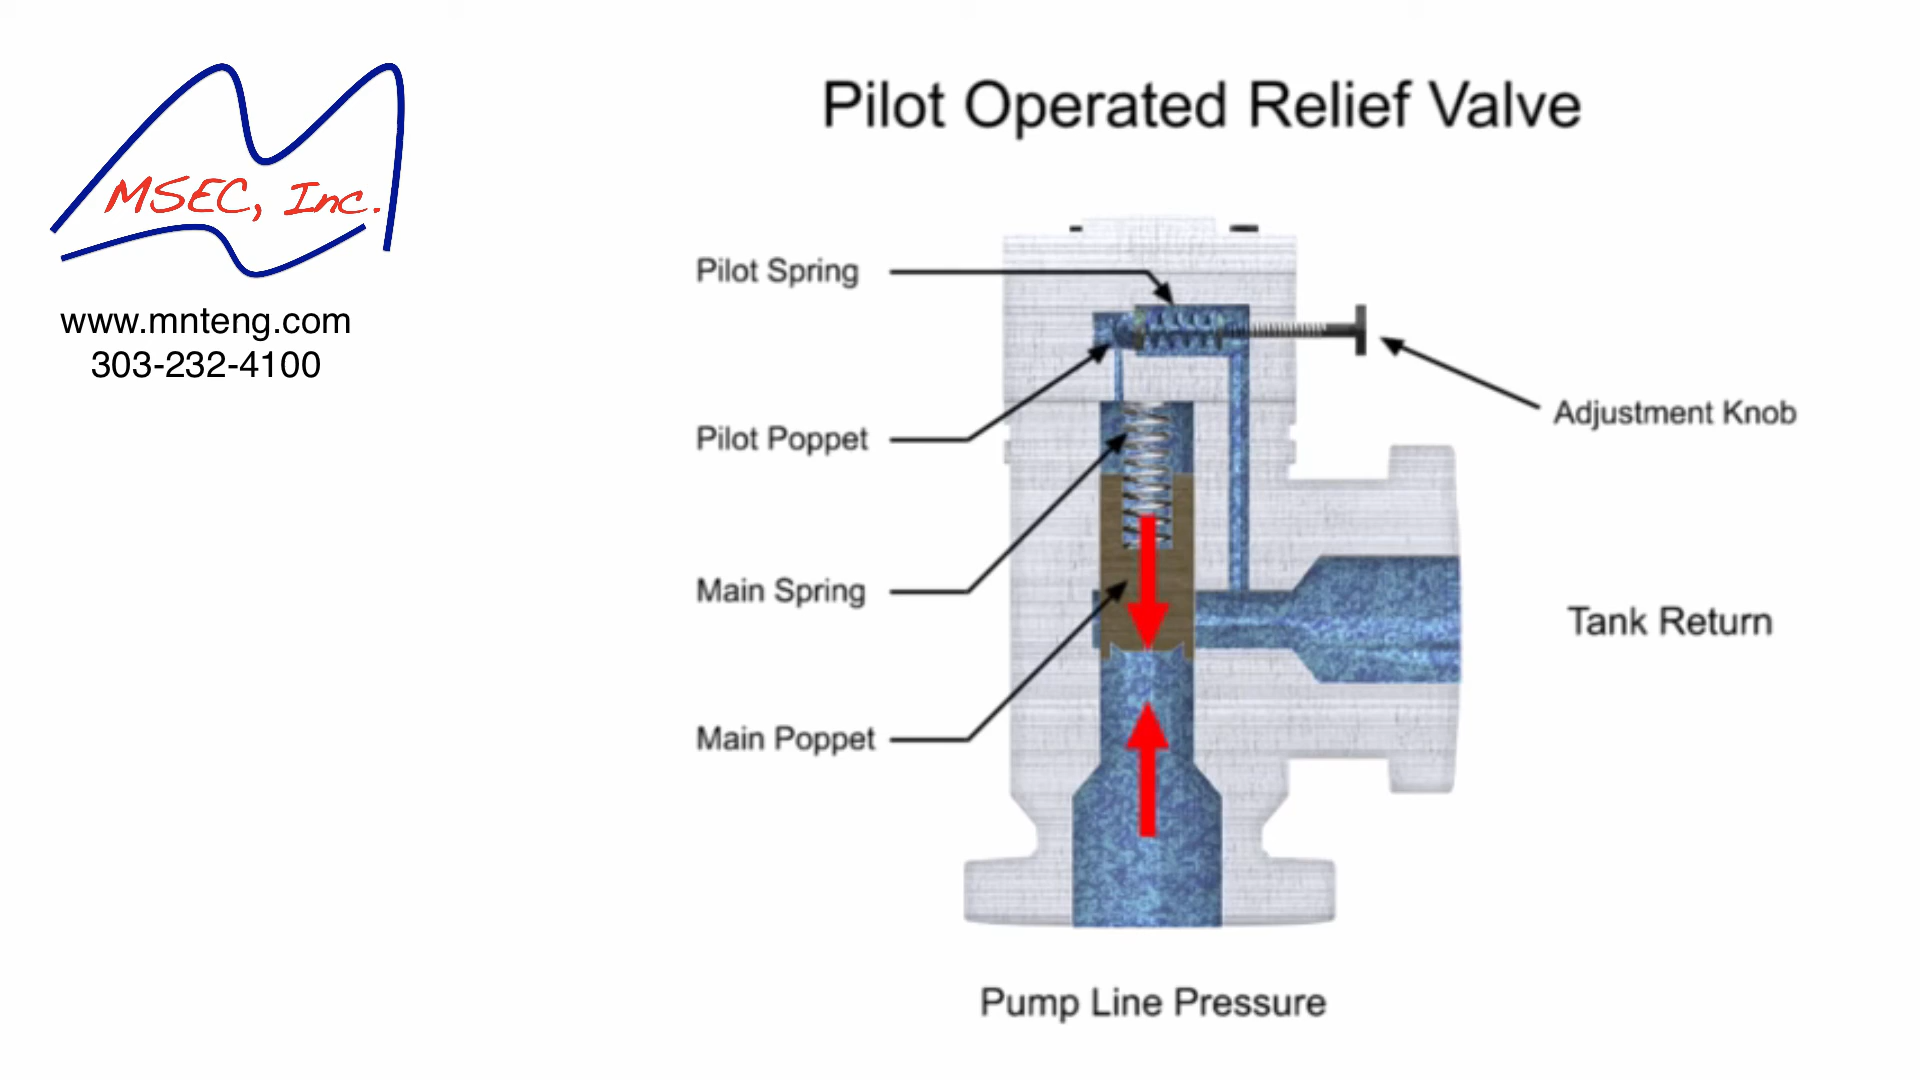 Pilot Operated Relief Valve
MSEC, Inc.
www.mnteng.com
303-232-4100
Pilot Spring
Pilot Poppet
Adjustment Knob
Main Spring
Tank Return
Main Poppet
Pump Line Pressure